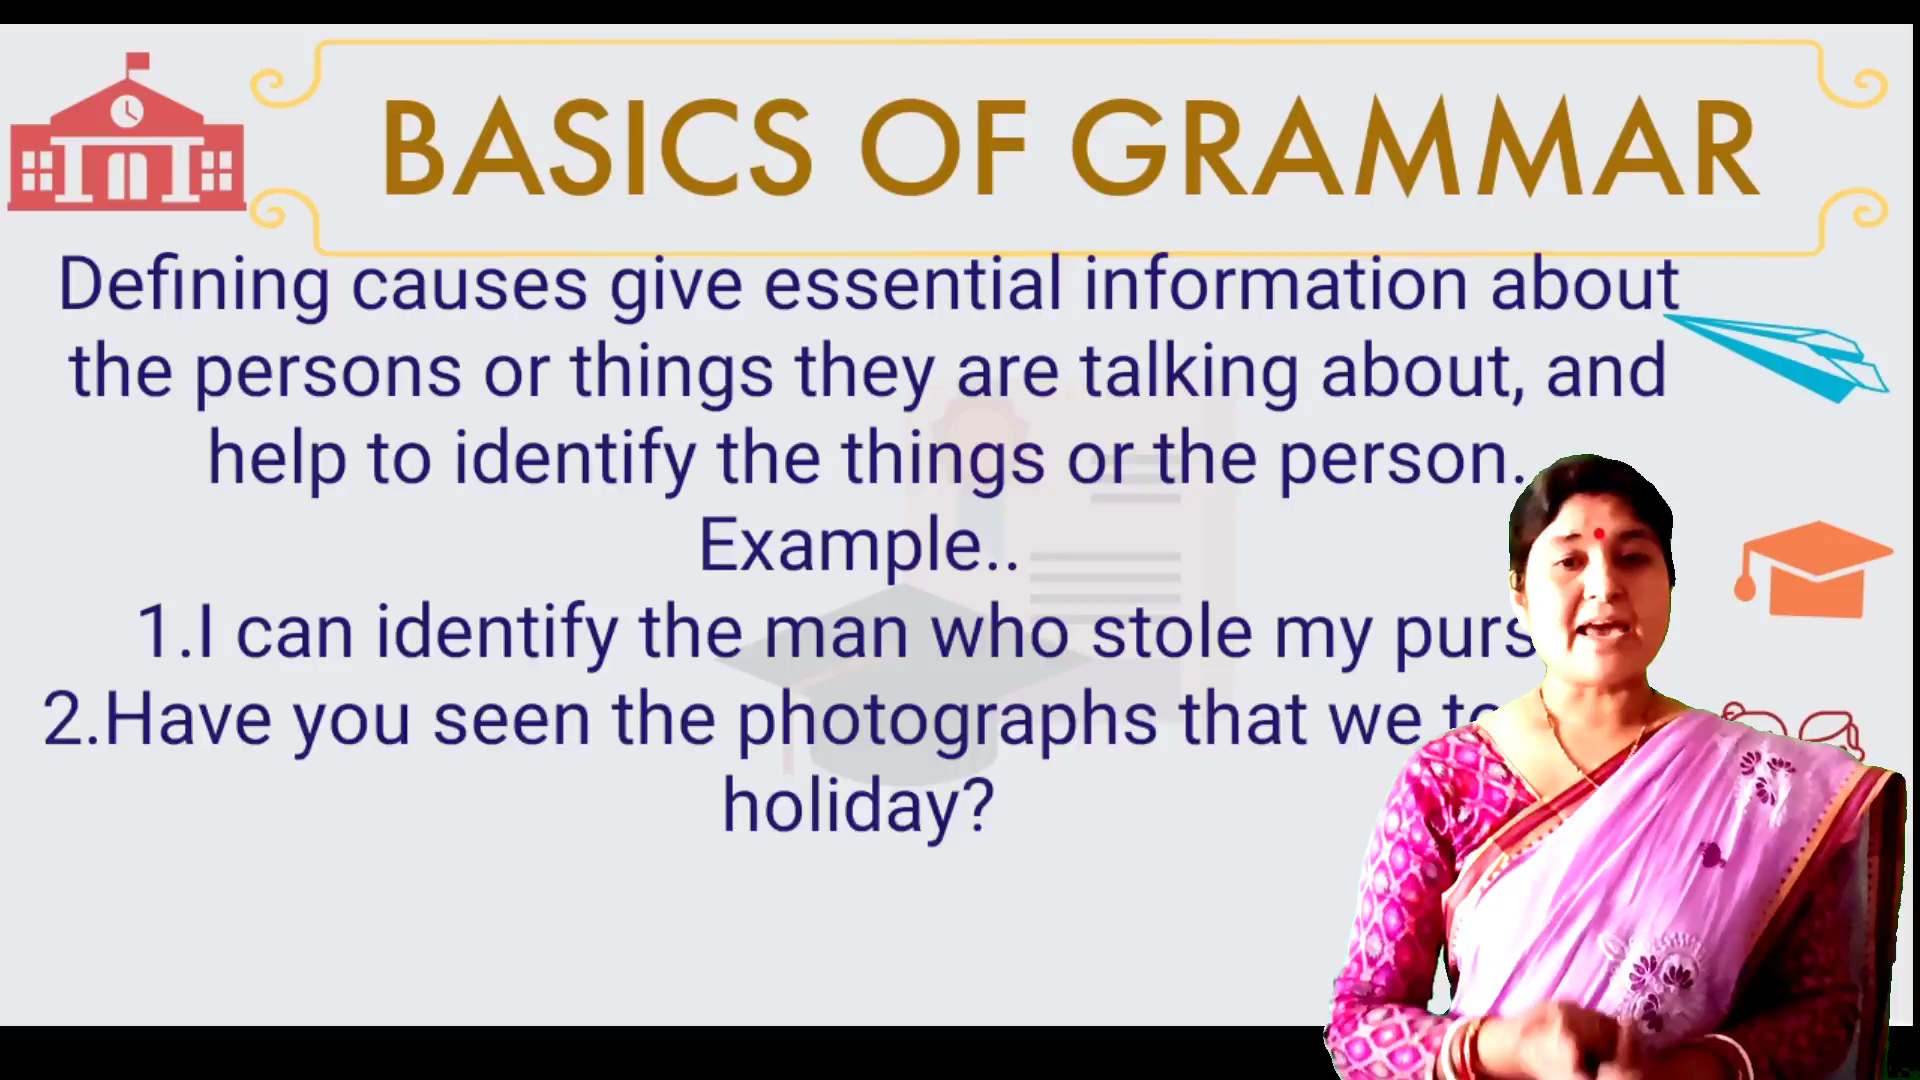 BASICS OF GRAMMAR
Defining causes give essential information about
the persons or things they are talking about, and
help to identify the things or the person.
Example..
1.I can identify the man who stole my
2.Have you seen the photographs that we
holiday?